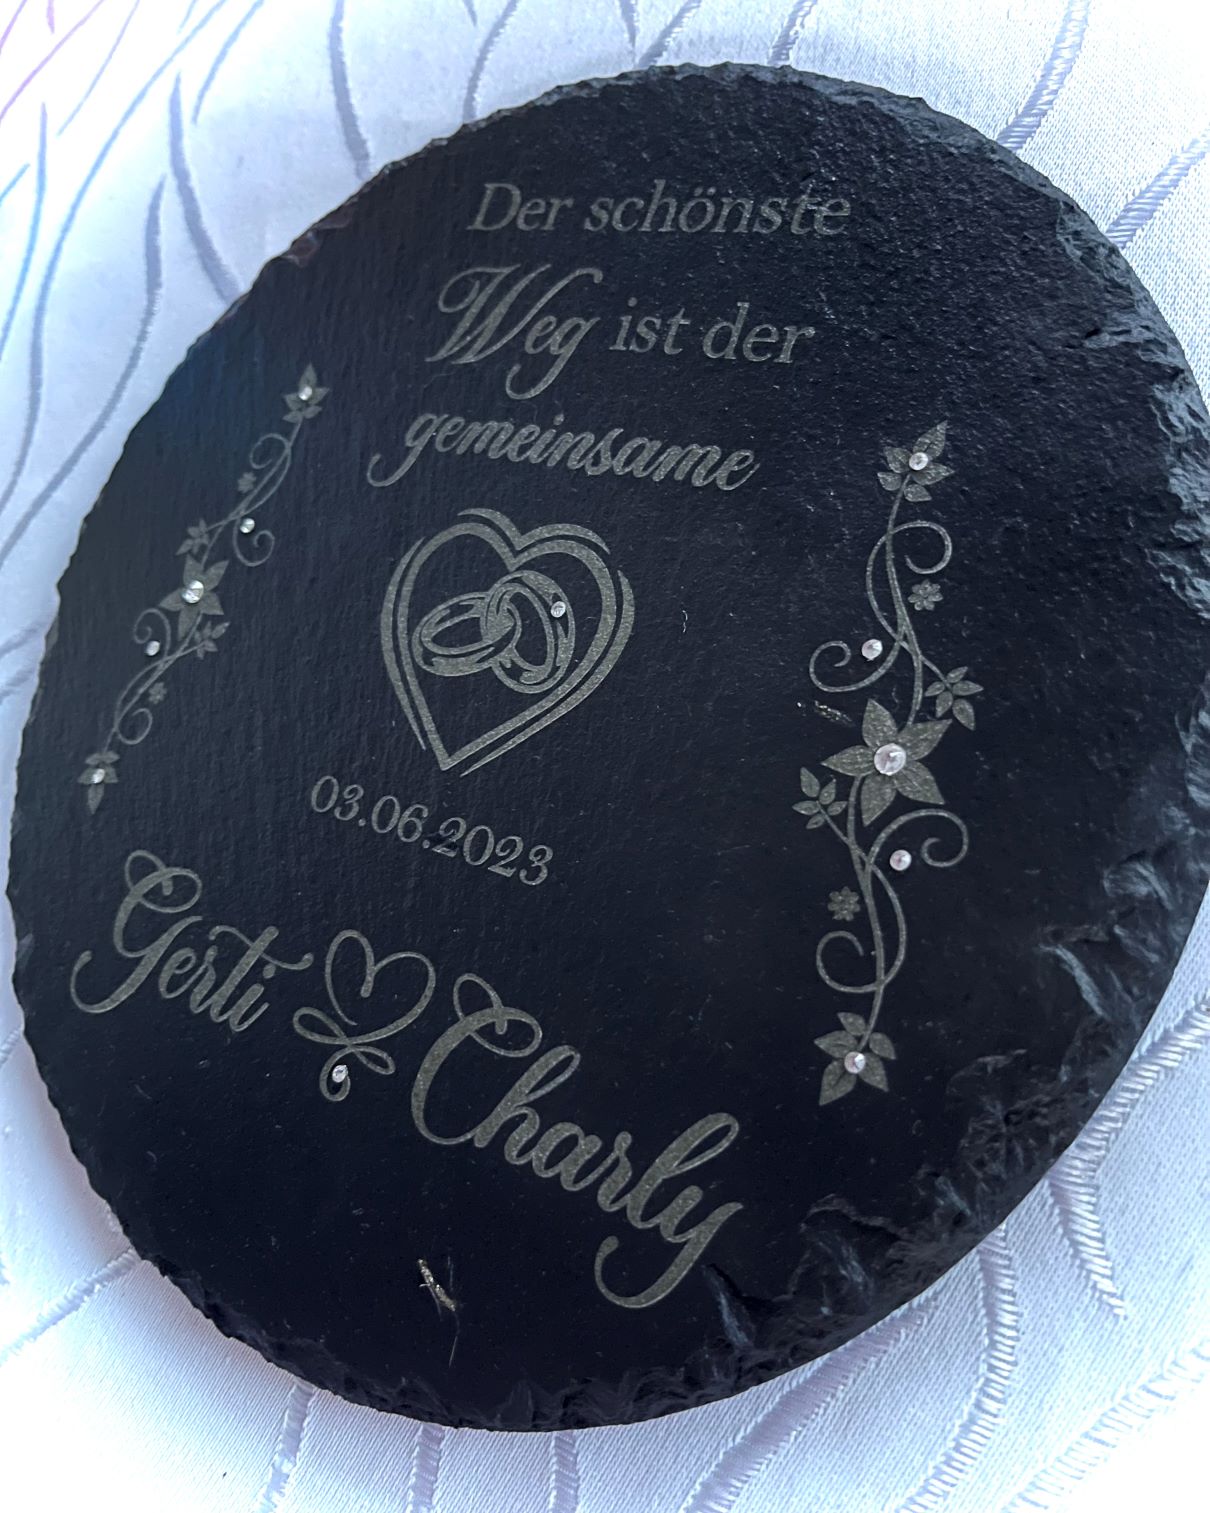 Der schönste
Weg ist der
gemeinsame
03.06.2023
Gerti Charly